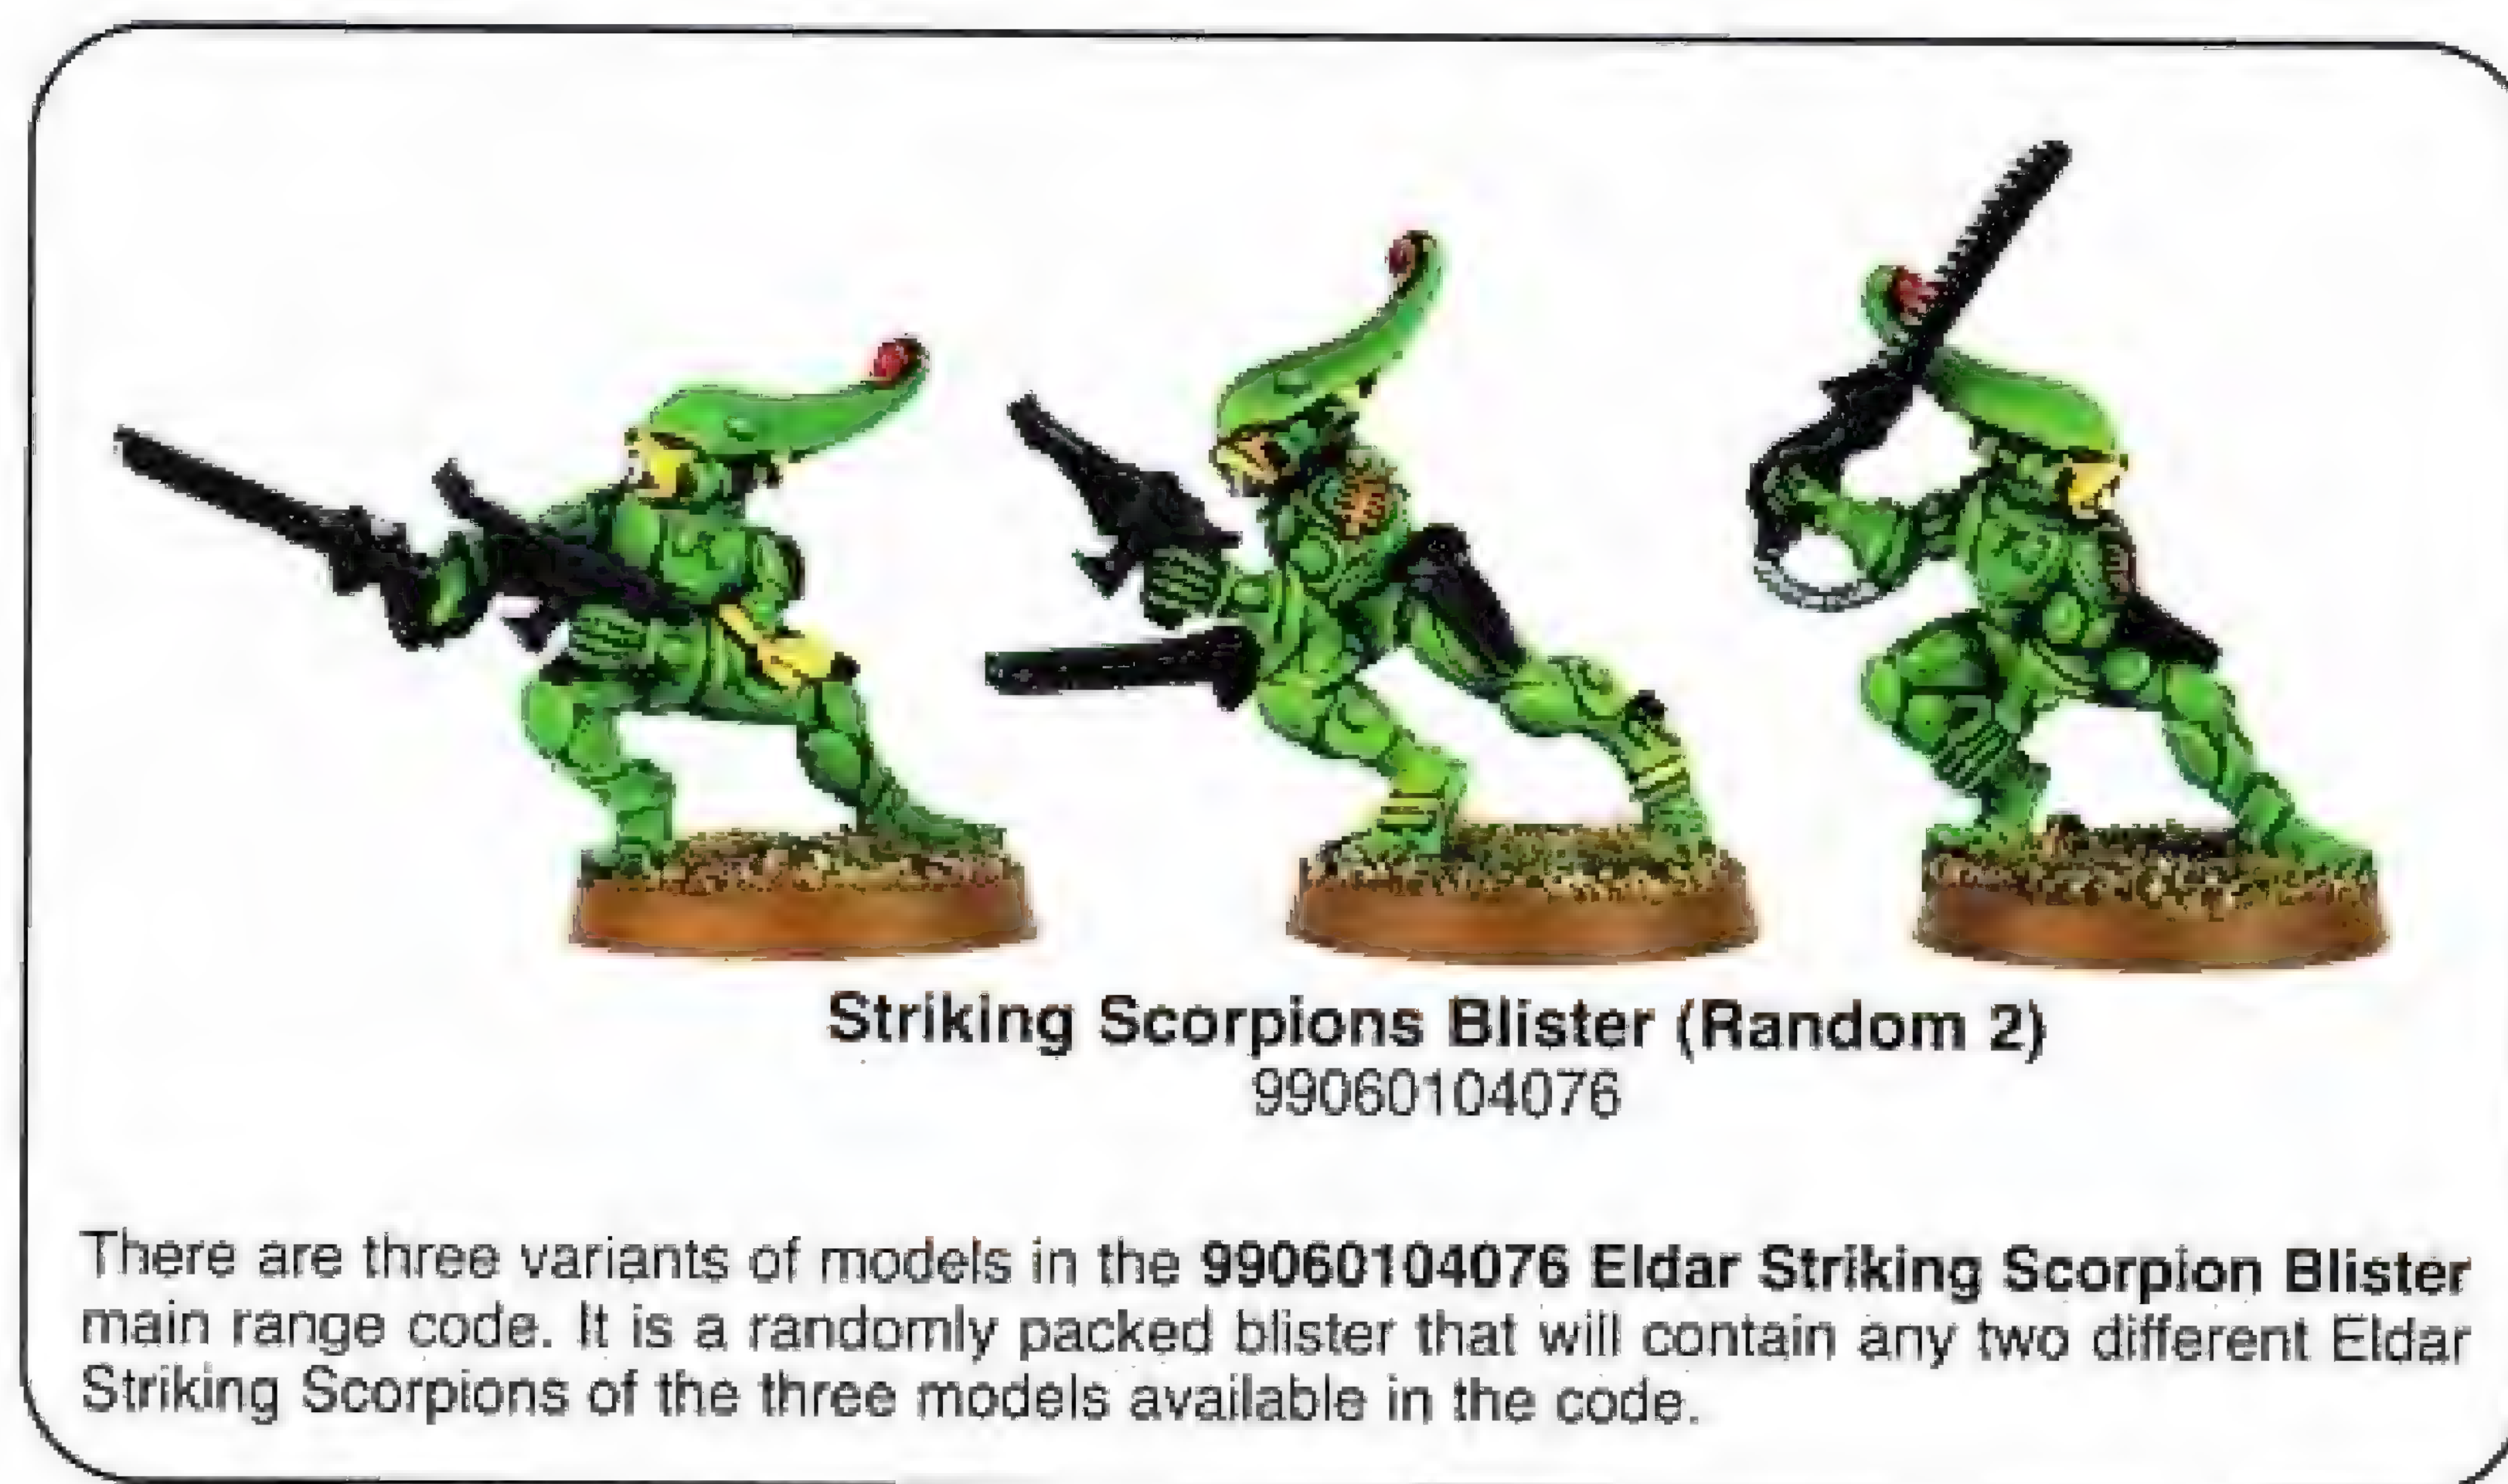 Striking Scorpions Blister (Random 2)
99060104076
There are three variants of models in the 99060104076 Eldar Striking Scorpion Blister
main range code. It is a randomly packed blister that will contain any two different Eldar
Striking Scorpions of the three models available in the code.